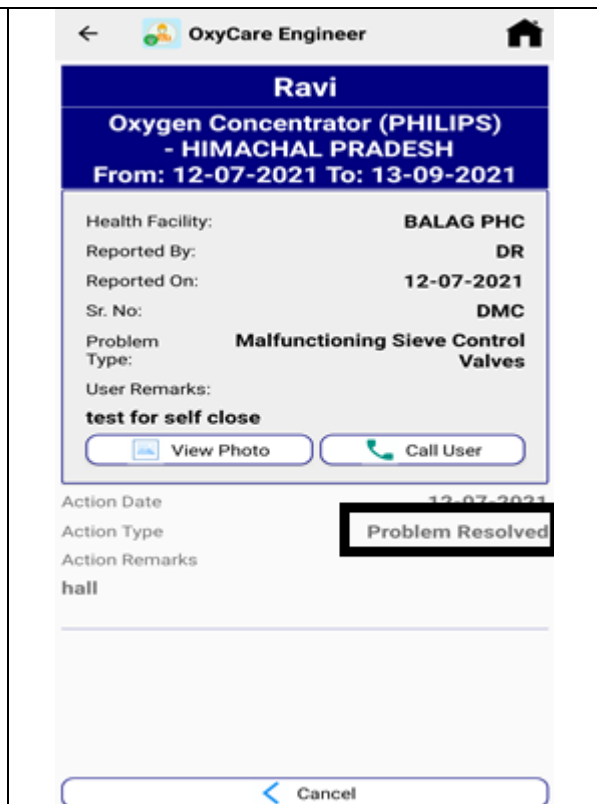 OxyCare Engineer
Ravi
Oxygen Concentrator (PHILIPS)
- HIMACHAL PRADESH
From: 12-07-2021 To: 13-09-2021
Health Facility: BALAG PHC
Reported By: DR
Reported On: 12-07-2021
Sr. No: DMC
Problem Type: Malfunctioning Sieve Control Valves
User Remarks:
test for self close
View Photo Call User
Action Date 12-07-2021
Action Type Problem Resolved
Action Remarks
hall
Cancel